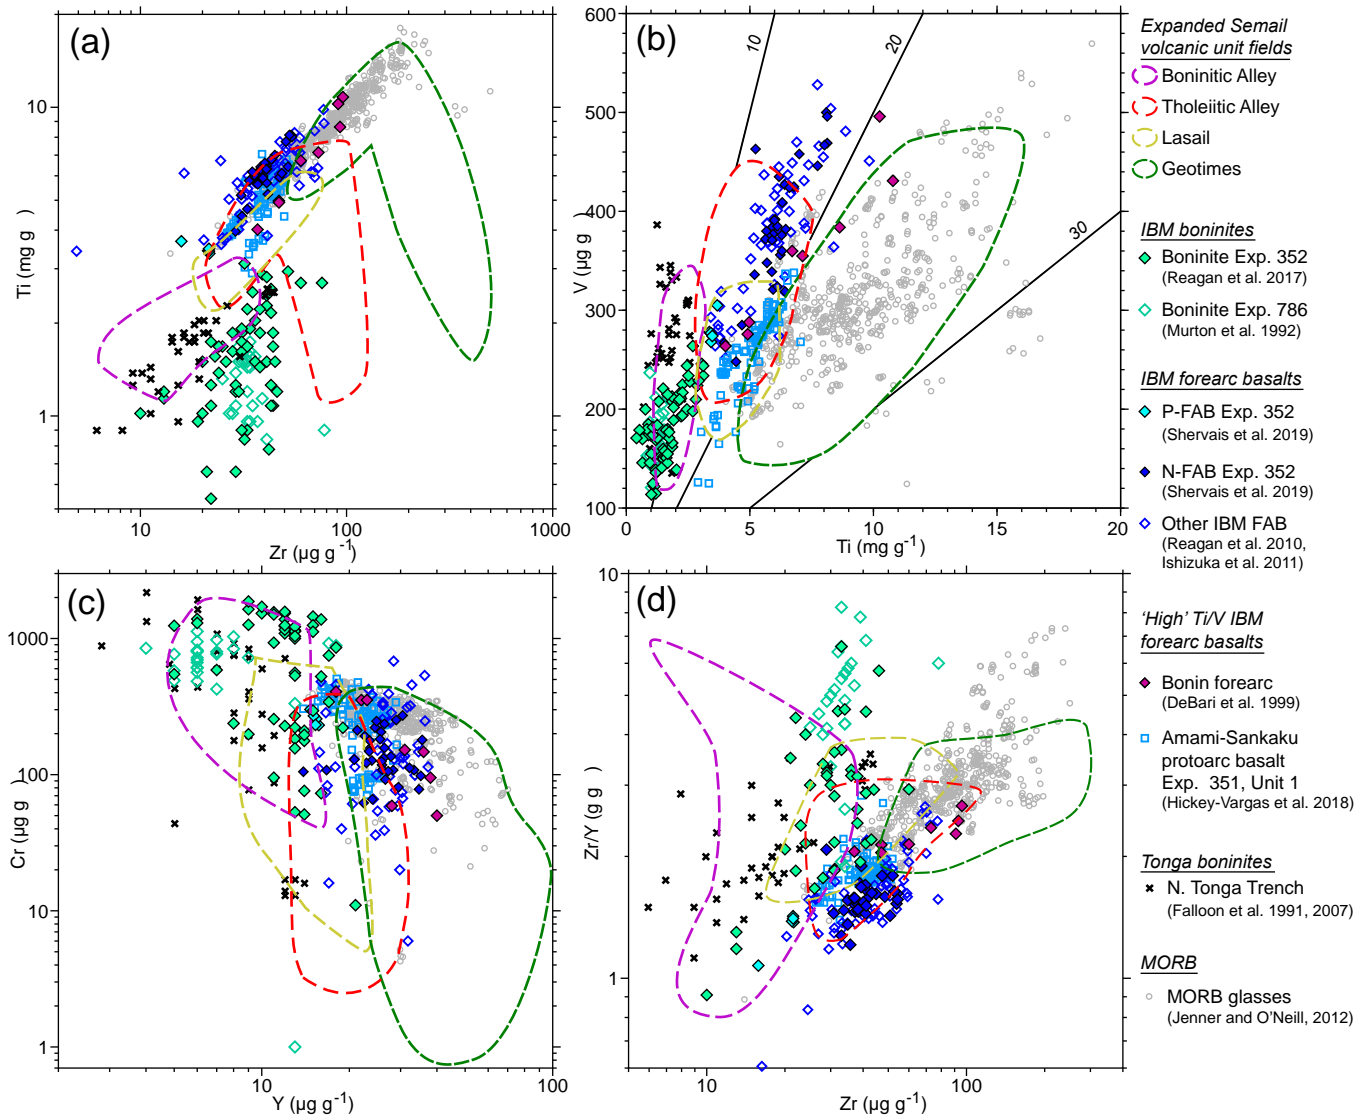 (a)
Ti (mg g
10
1
10
100
1000
Zr (µg g-1)
(b)
10
20
30
V (µg g
600
500
400
300
200
100
0
5
10
15
20
Ti (mg g-1)
(c)
Cr (µg g
1000
100
10
1
10
100
Y (µg g-1)
(d)
Zr/Y (g g
10
1
10
100
Zr (µg g-1)
Expanded Semail
volcanic unit fields
Boninitic Alley
Tholeiitic Alley
Lasail
Geotimes
IBM boninites
Boninite Exp. 352
(Reagan et al. 2017)
Boninite Exp. 786
(Murton et al. 1992)
IBM forearc basalts
P-FAB Exp. 352
(Shervais et al. 2019)
N-FAB Exp. 352
(Shervais et al. 2019)
Other IBM FAB
(Reagan et al. 2010,
Ishizuka et al. 2011)
‘High’ Ti/V IBM
forearc basalts
Bonin forearc
(DeBari et al. 1999)
Amami-Sankaku
protoarc basalt
Exp. 351, Unit 1
(Hickey-Vargas et al. 2018)
Tonga boninites
N. Tonga Trench
(Falloon et al. 1991, 2007)
MORB
MORB glasses
(Jenner and O’Neill, 2012)